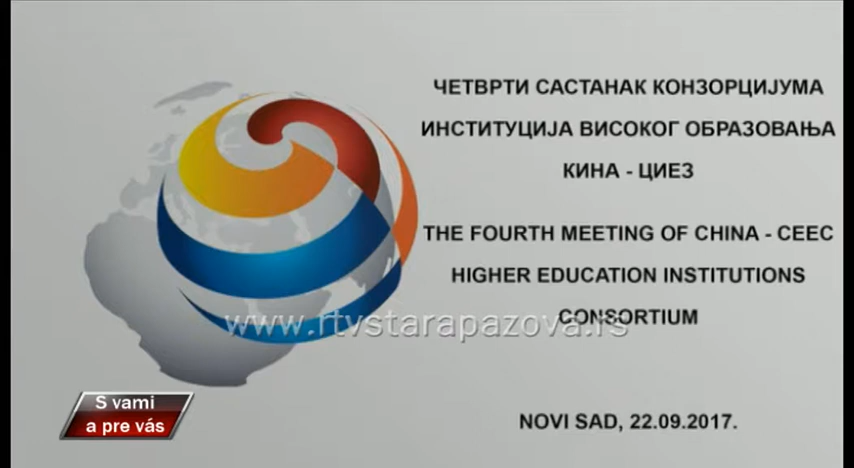 ЧЕТВРТИ САСТАНАК КОНЗОРЦИЈУМА
ИНСТИТУЦИЈА ВИСОКОГ ОБРАЗОВАЊА
КИНА - ЦИЕЗ
THE FOURTH MEETING OF CHINA - CEEC
HIGHER EDUCATION INSTITUTIONS
CONSORTIUM
www.rtvstarapazova.rs
S vami
a pre vás
NOVI SAD, 22.09.2017.